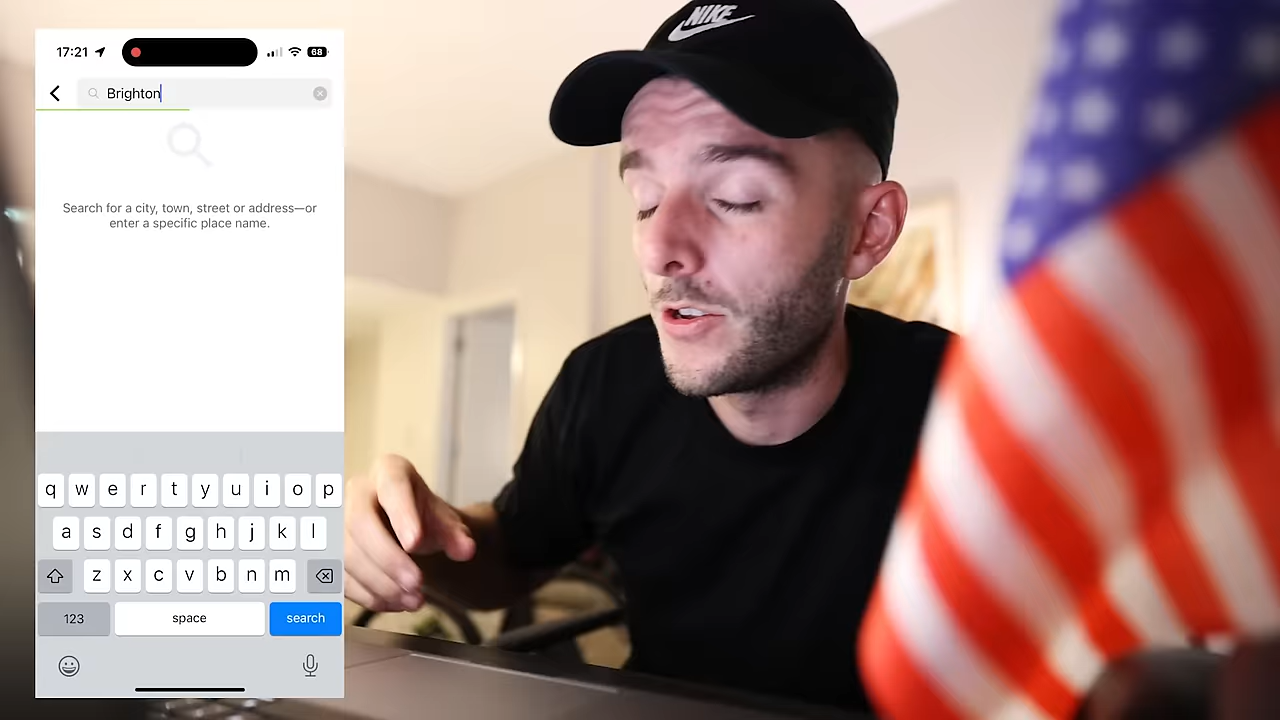 17:21
68
Brighton
Search for a city, town, street or address—or
enter a specific place name.
q w e r t y u i o p
a s d f g h j k l
z x c v b n m
123 space search
NIKE